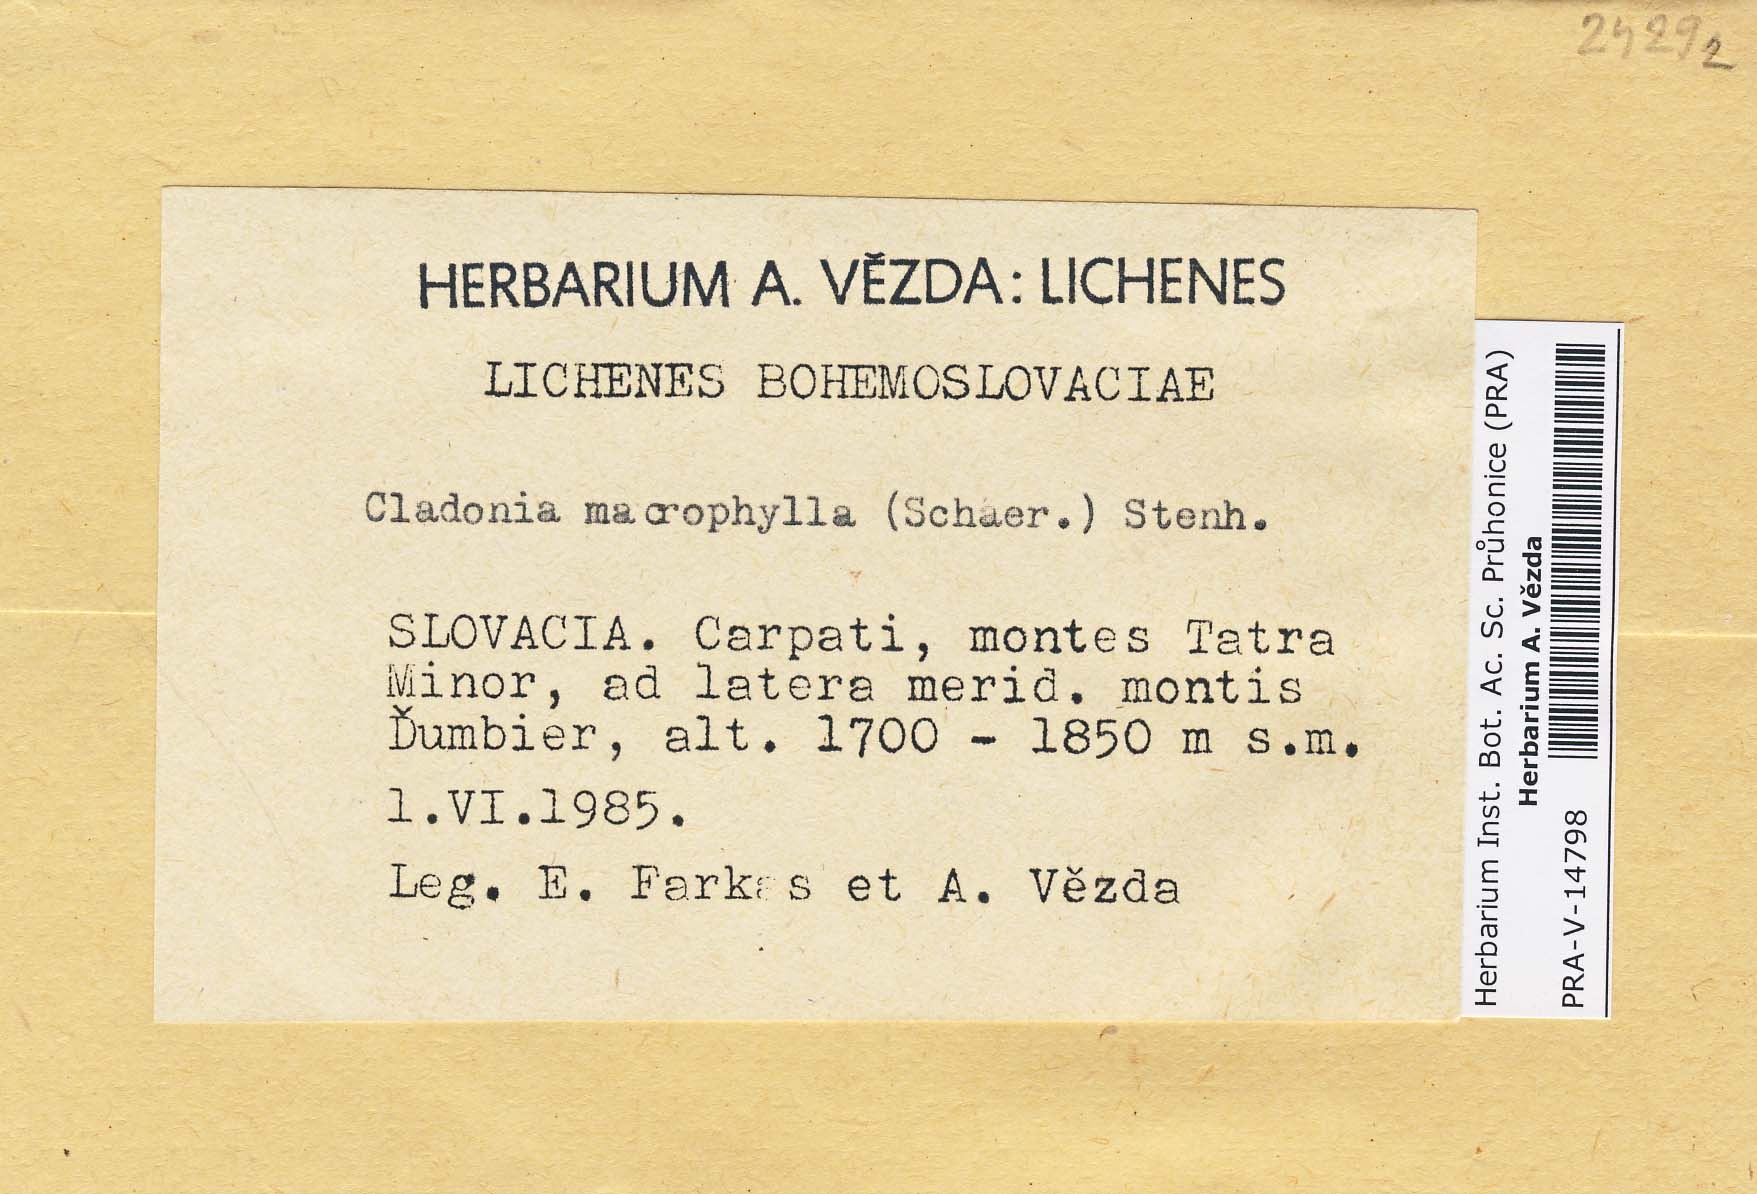 24292
HERBARIUM A. VĚZDA: LICHENES
LICHENES BOHEMOSLOVACIAE
Cladonia macrophylla (Schaer.) Stenh.
SLOVACIA. Carpati, montes Tatra
Minor, ad latera merid. montis
Ďumbier, alt. 1700 - 1850 m s.m.
1.VI.1985.
Leg. E. Farkas et A. Vězda
Herbarium Inst. Bot. Ac. Sc. Průhonice (PRA)
Herbarium A. Vězda
PRA-V-14798